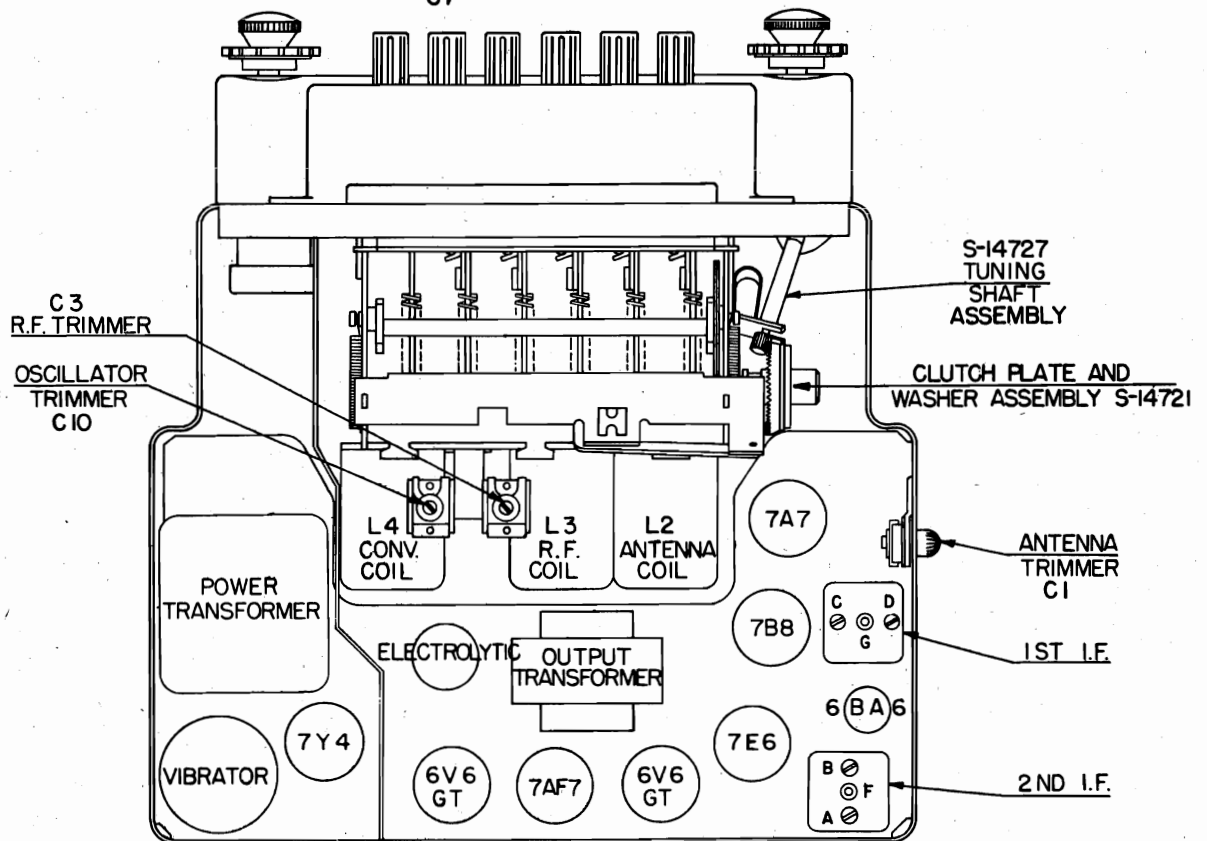 S-14727
TUNING
SHAFT
ASSEMBLY
C3
R.F. TRIMMER
OSCILLATOR
TRIMMER
C10
CLUTCH PLATE AND
WASHER ASSEMBLY S-14721
L4
CONV.
COIL
L3
R.F.
COIL
L2
ANTENNA
COIL
7A7
ANTENNA
TRIMMER
C1
POWER
TRANSFORMER
ELECTROLYTIC
OUTPUT
TRANSFORMER
7B8
C D
G
1ST I.F.
6BA6
7Y4
VIBRATOR
6V6
GT
7AF7
6V6
GT
7E6
B
F
A
2ND I.F.